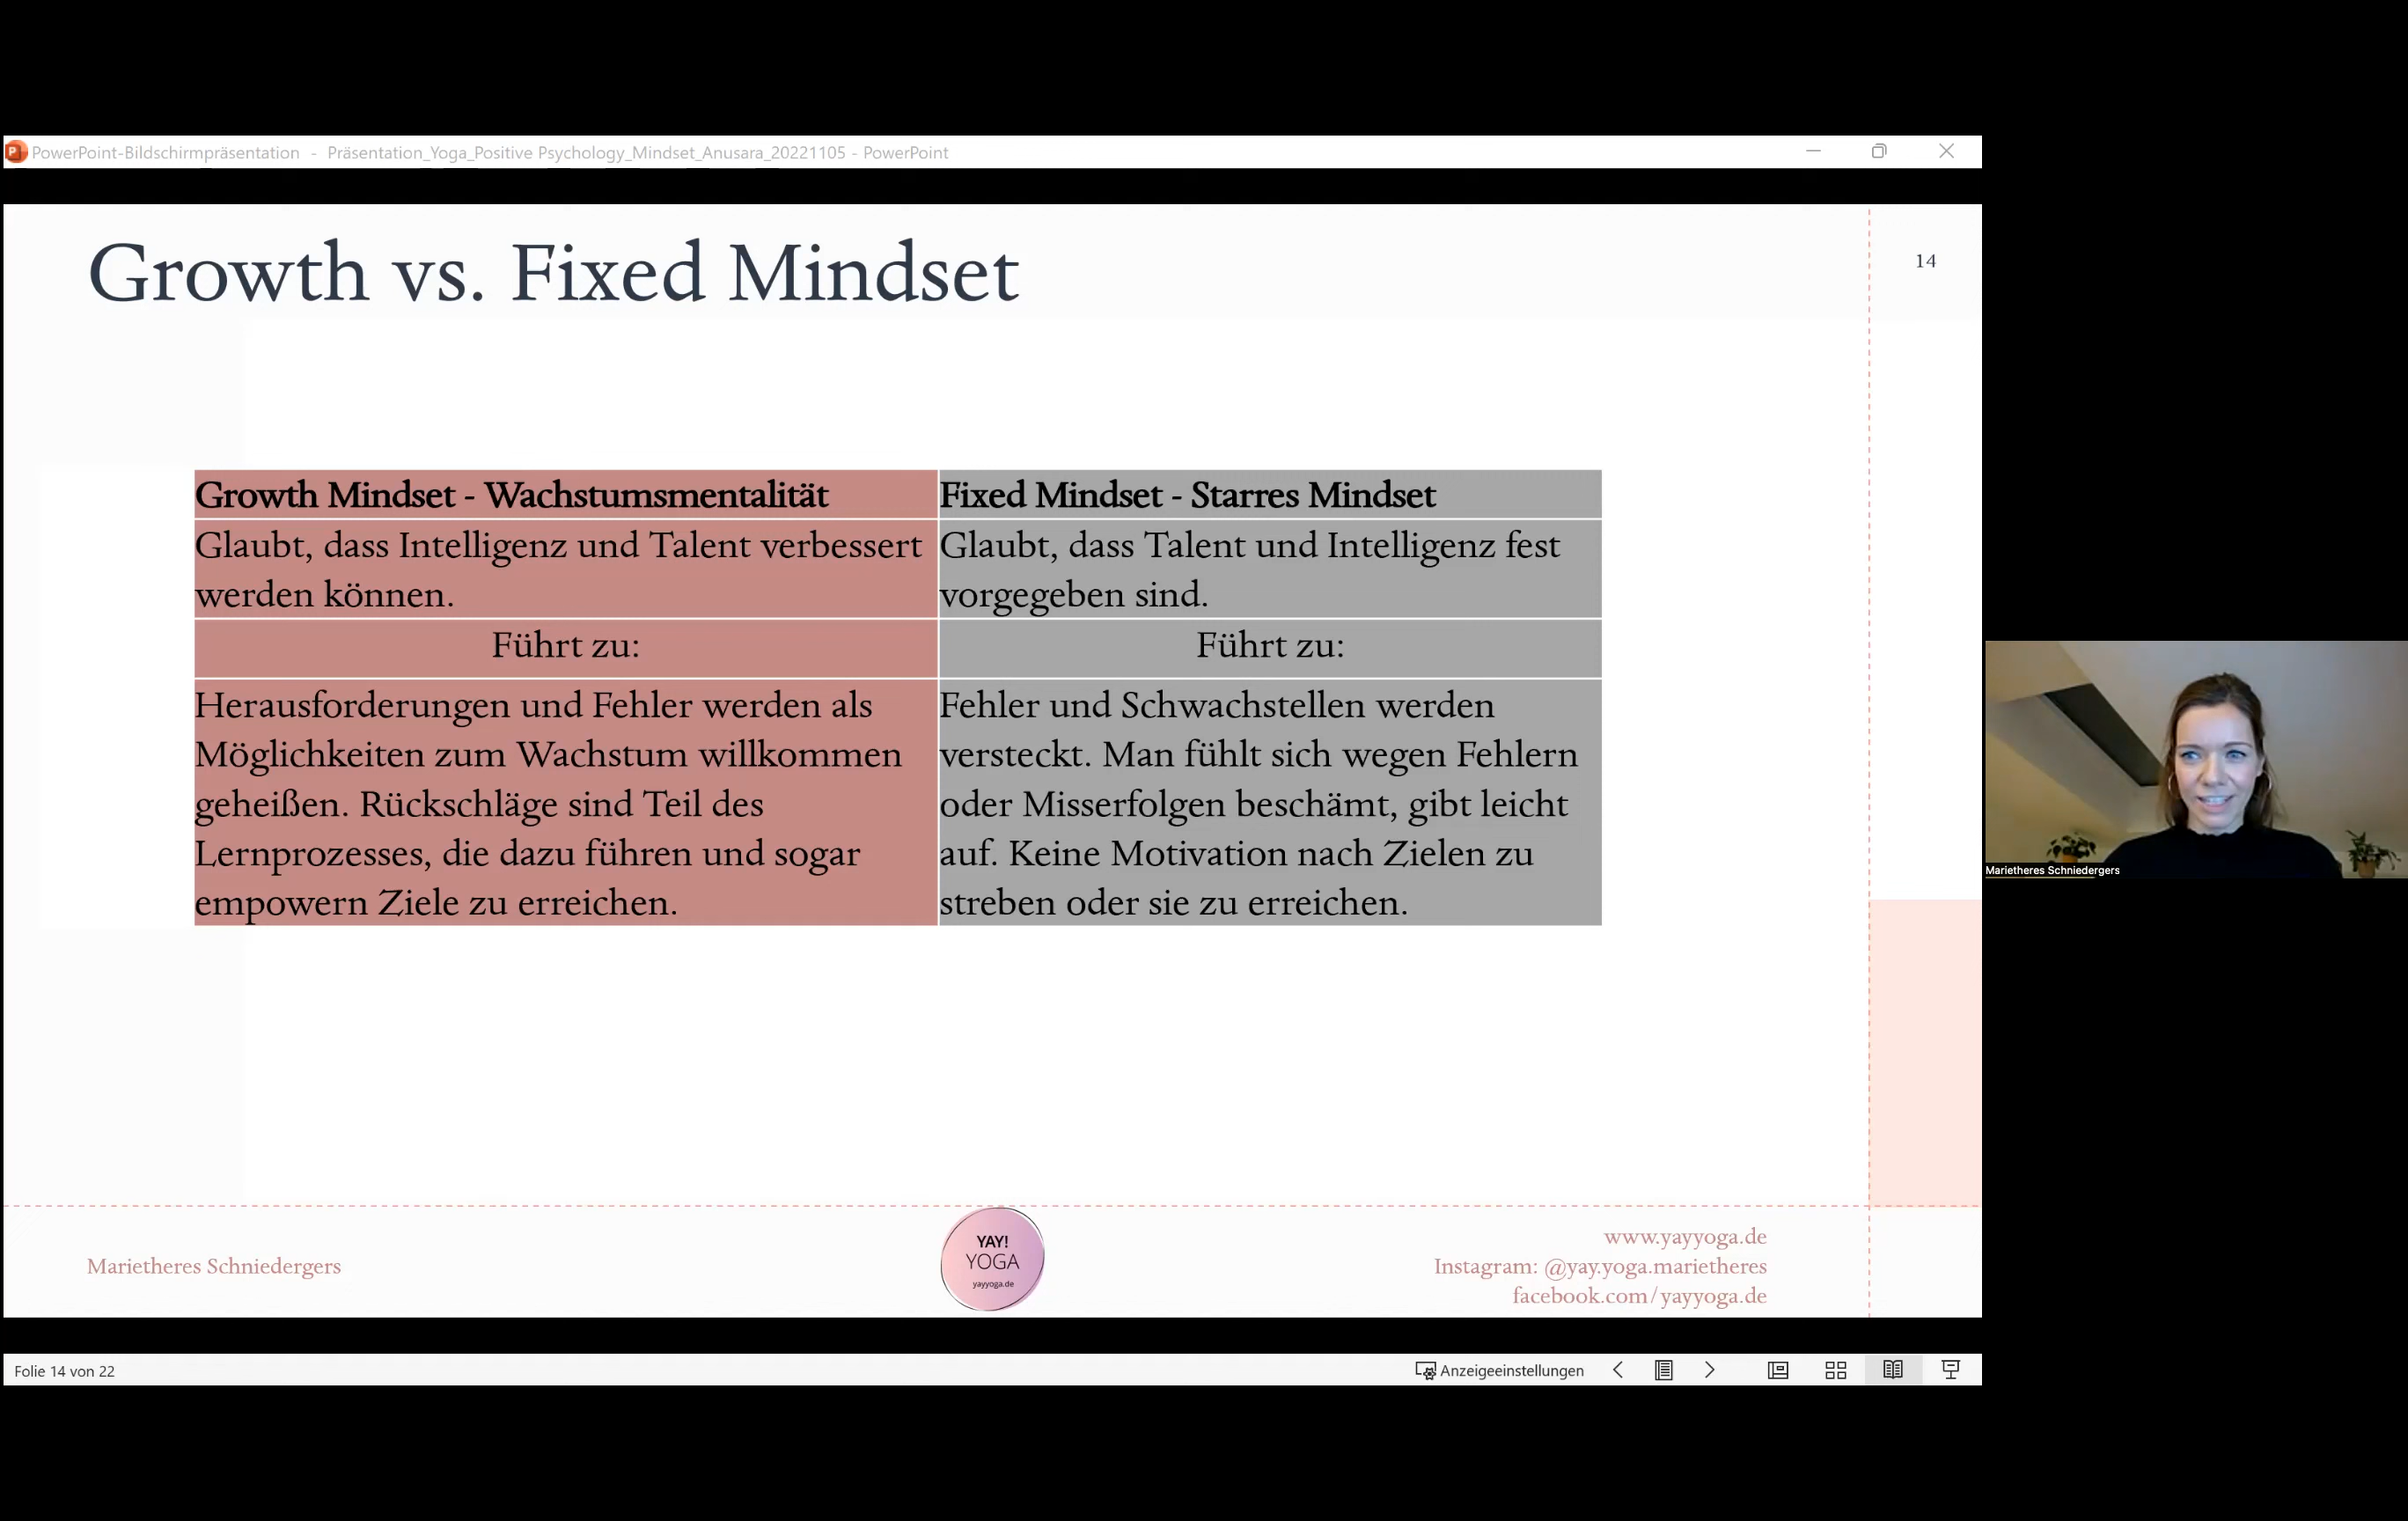 PowerPoint-Bildschirmpräsentation - Präsentation_Yoga_Positive Psychology_Mindset_Anusara_20221105 - PowerPoint
Growth vs. Fixed Mindset
14
Growth Mindset - Wachstumsmentalität
Glaubt, dass Intelligenz und Talent verbessert
werden können.
Führt zu:
Herausforderungen und Fehler werden als
Möglichkeiten zum Wachstum willkommen
geheißen. Rückschläge sind Teil des
Lernprozesses, die dazu führen und sogar
empowern Ziele zu erreichen.
Fixed Mindset - Starres Mindset
Glaubt, dass Talent und Intelligenz fest
vorgegeben sind.
Führt zu:
Fehler und Schwachstellen werden
versteckt. Man fühlt sich wegen Fehlern
oder Misserfolgen beschämt, gibt leicht
auf. Keine Motivation nach Zielen zu
streben oder sie zu erreichen.
Marietheres Schniedergers
Marietheres Schniedergers
YAY!
YOGA
yayyoga.de
www.yayyoga.de
Instagram: @yay.yoga.marietheres
facebook.com/yayyoga.de
Folie 14 von 22
Anzeigeeinstellungen